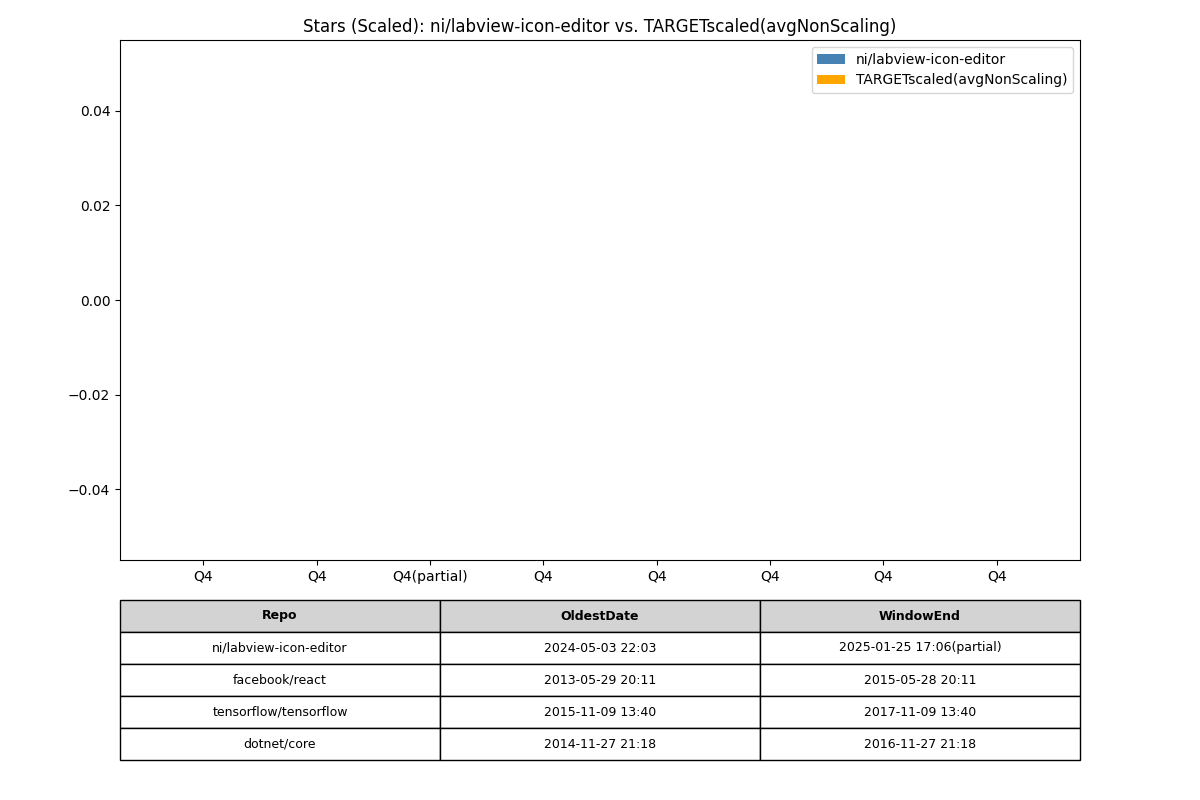 Stars (Scaled): ni/labview-icon-editor vs. TARGETscaled(avgNonScaling)
ni/labview-icon-editor
TARGETscaled(avgNonScaling)
0.04
0.02
0.00
−0.02
−0.04
Q4 Q4 Q4(partial) Q4 Q4 Q4 Q4 Q4
Repo OldestDate WindowEnd
ni/labview-icon-editor 2024-05-03 22:03 2025-01-25 17:06(partial)
facebook/react 2013-05-29 20:11 2015-05-28 20:11
tensorflow/tensorflow 2015-11-09 13:40 2017-11-09 13:40
dotnet/core 2014-11-27 21:18 2016-11-27 21:18